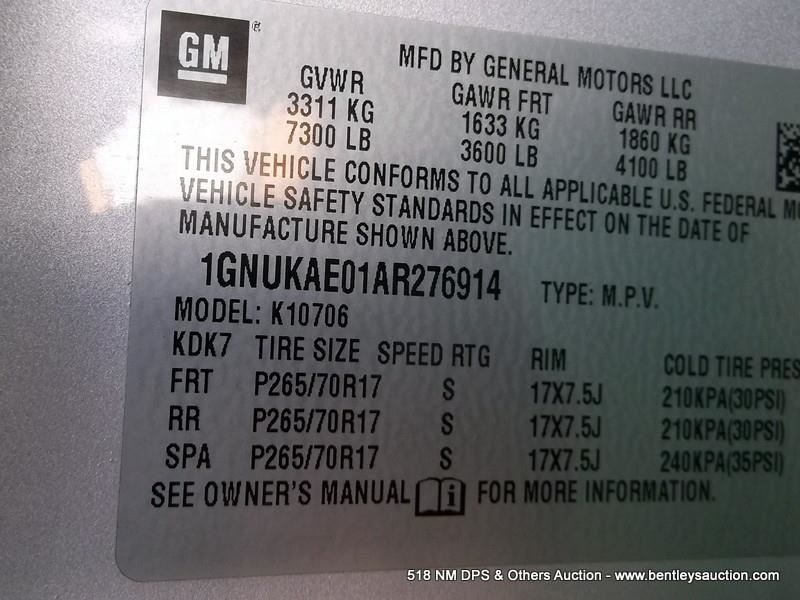 GM®
MFD BY GENERAL MOTORS LLC
GVWR GAWR FRT GAWR RR
3311 KG 1633 KG 1860 KG
7300 LB 3600 LB 4100 LB
THIS VEHICLE CONFORMS TO ALL APPLICABLE U.S. FEDERAL MO
VEHICLE SAFETY STANDARDS IN EFFECT ON THE DATE OF
MANUFACTURE SHOWN ABOVE.
1GNUKAE01AR276914 TYPE: M.P.V.
MODEL: K10706
KDK7 TIRE SIZE SPEED RTG RIM COLD TIRE PRES
FRT P265/70R17 S 17X7.5J 210KPA(30PSI)
RR P265/70R17 S 17X7.5J 210KPA(30PSI)
SPA P265/70R17 S 17X7.5J 240KPA(35PSI)
SEE OWNER'S MANUAL i FOR MORE INFORMATION.
518 NM DPS & Others Auction - www.bentleysauction.com